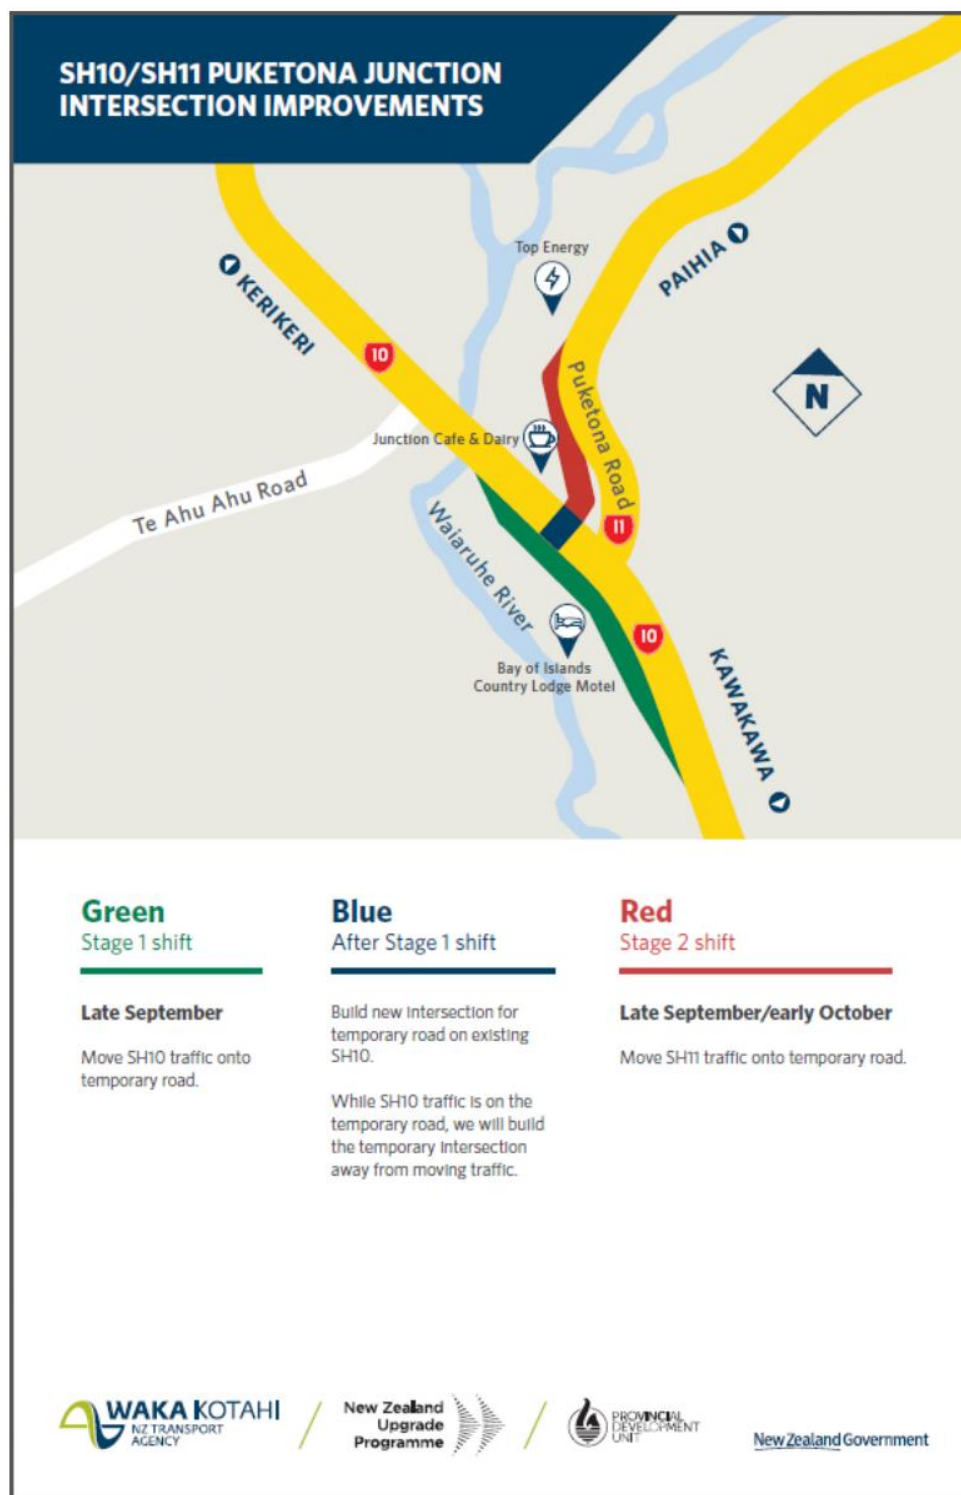 SH10/SH11 PUKETONA JUNCTION
INTERSECTION IMPROVEMENTS
Top Energy
PAIHIA
KERIKERI
10
N
Puketona Road
Junction Cafe & Dairy
Te Ahu Ahu Road
11
Waiaruhe River
10
Bay of Islands
Country Lodge Motel
KAWAKAWA
Green
Stage 1 shift
Late September
Move SH10 traffic onto
temporary road.
Blue
After Stage 1 shift
Build new intersection for
temporary road on existing
SH10.
While SH10 traffic is on the
temporary road, we will build
the temporary intersection
away from moving traffic.
Red
Stage 2 shift
Late September/early October
Move SH11 traffic onto temporary road.
WAKA KOTAHI
NZ TRANSPORT
AGENCY
New Zealand
Upgrade
Programme
PROVINCIAL
DEVELOPMENT
UNIT
New Zealand Government